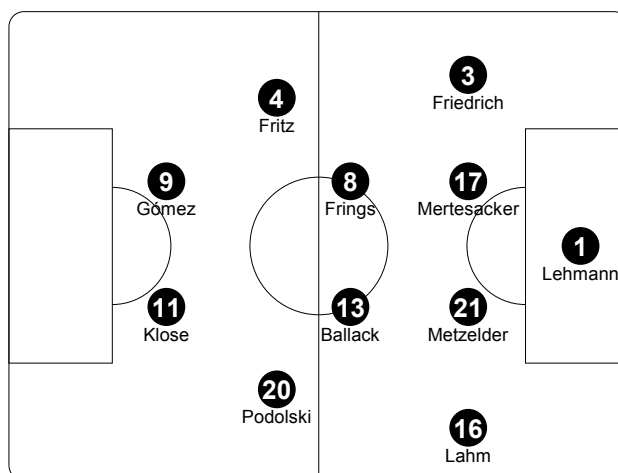 3
Friedrich
4
Fritz
9
Gómez
8
Frings
17
Mertesacker
1
Lehmann
11
Klose
13
Ballack
21
Metzelder
20
Podolski
16
Lahm